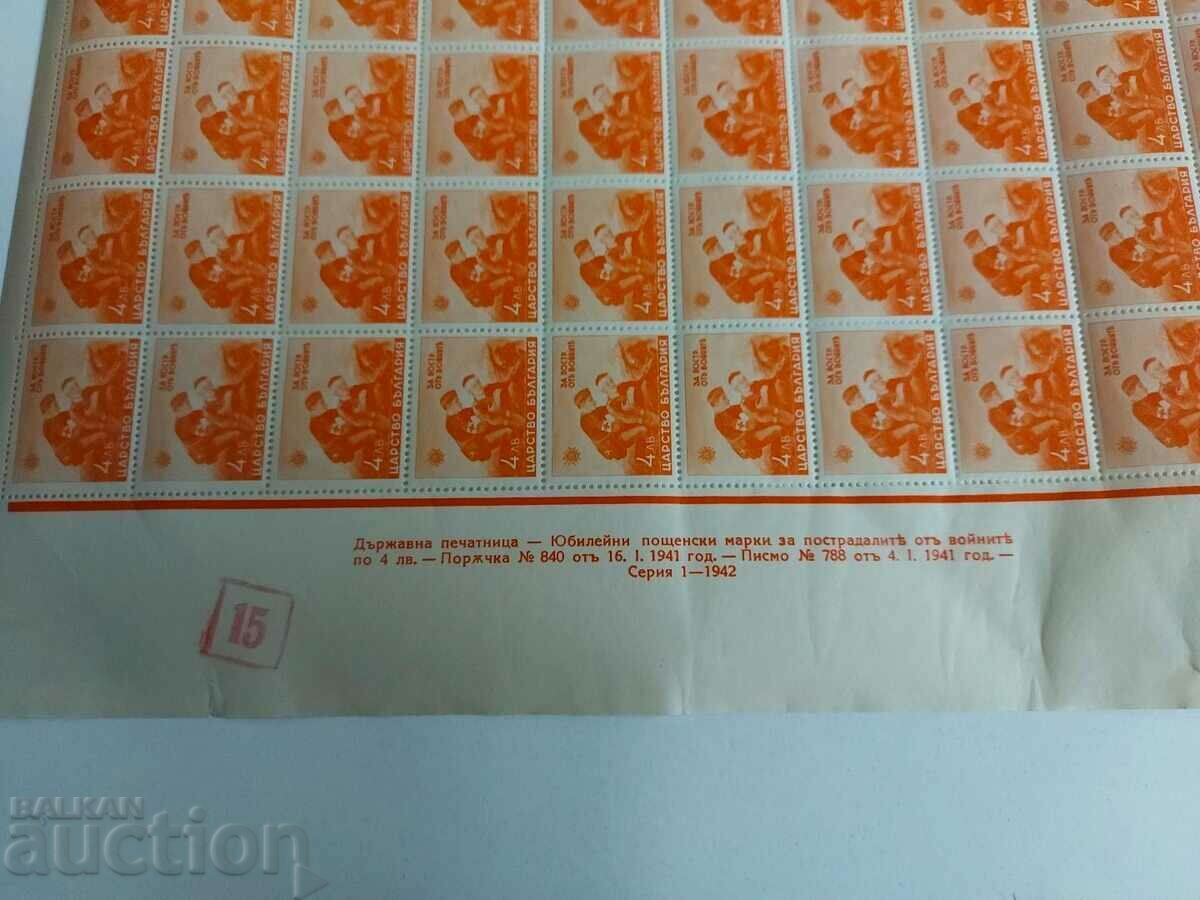 ЗА ПОСТР.
ОТЪ ВОЙНИТѢ
4 ЛВ.
ЦАРСТВО БЪЛГАРИЯ
Държавна печатница — Юбилейни пощенски марки за пострадалитѣ отъ войнитѣ
по 4 лв. — Порѫчка № 840 отъ 16. I. 1941 год. — Писмо № 788 отъ 4. I. 1941 год. —
Серия 1—1942
15
BALKAN
auction